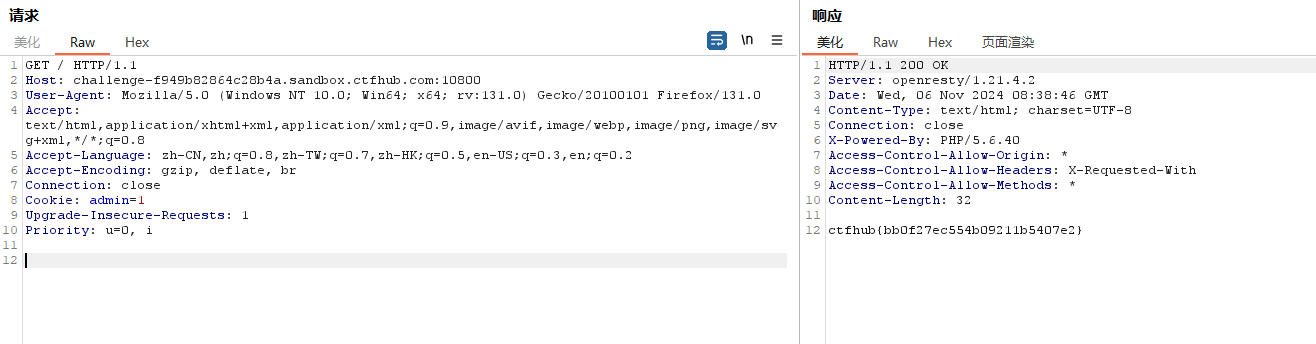 请求
美化 Raw Hex \n
1 GET / HTTP/1.1
2 Host: challenge-f949b82864c28b4a.sandbox.ctfhub.com:10800
3 User-Agent: Mozilla/5.0 (Windows NT 10.0; Win64; x64; rv:131.0) Gecko/20100101 Firefox/131.0
4 Accept:
text/html,application/xhtml+xml,application/xml;q=0.9,image/avif,image/webp,image/png,image/sv
g+xml,*/*;q=0.8
5 Accept-Language: zh-CN,zh;q=0.8,zh-TW;q=0.7,zh-HK;q=0.5,en-US;q=0.3,en;q=0.2
6 Accept-Encoding: gzip, deflate, br
7 Connection: close
8 Cookie: admin=1
9 Upgrade-Insecure-Requests: 1
10 Priority: u=0, i
11
12
响应
美化 Raw Hex 页面渲染
1 HTTP/1.1 200 OK
2 Server: openresty/1.21.4.2
3 Date: Wed, 06 Nov 2024 08:38:46 GMT
4 Content-Type: text/html; charset=UTF-8
5 Connection: close
6 X-Powered-By: PHP/5.6.40
7 Access-Control-Allow-Origin: *
8 Access-Control-Allow-Headers: X-Requested-With
9 Access-Control-Allow-Methods: *
10 Content-Length: 32
11
12 ctfhub{bb0f27ec554b09211b5407e2}